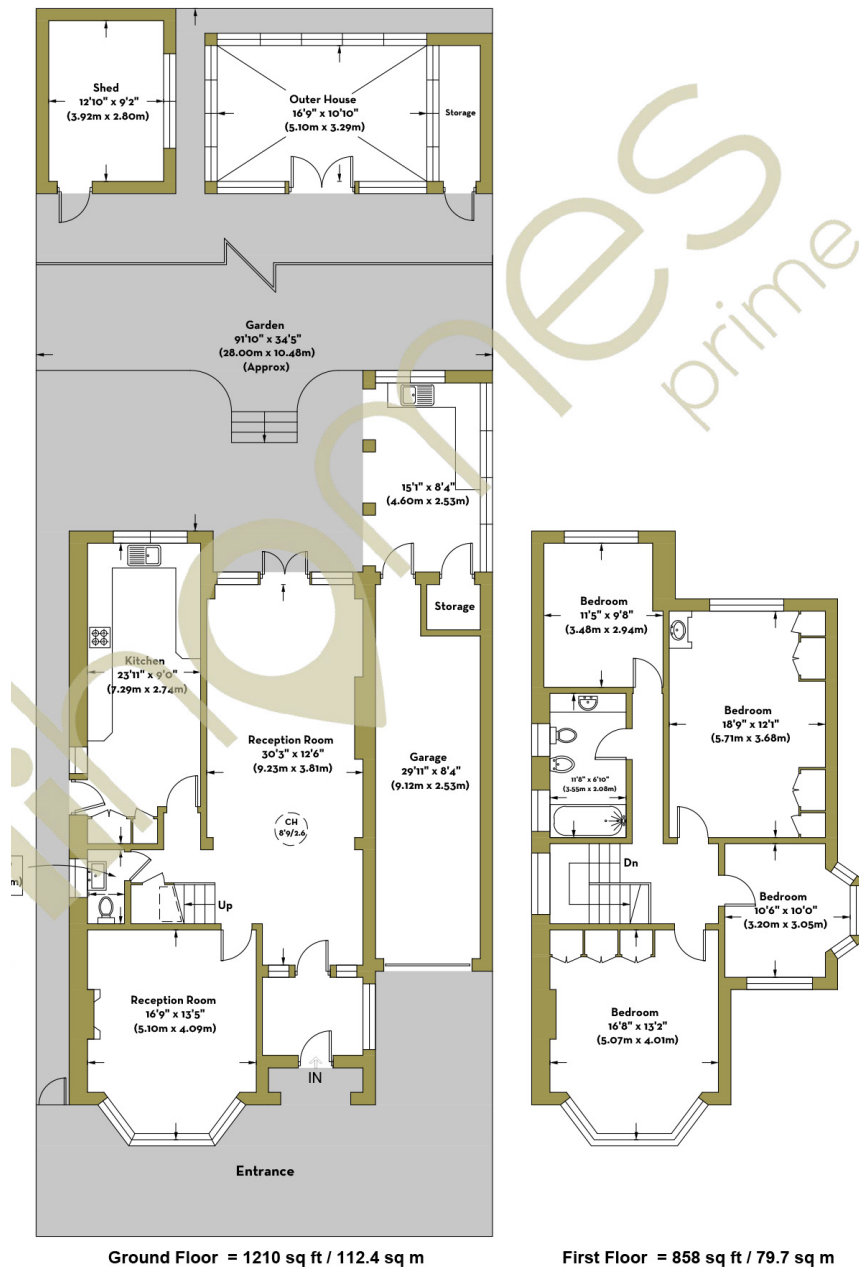 Shed
12'10" x 9'2"
(3.92m x 2.80m)
Outer House
16'9" x 10'10"
(5.10m x 3.29m)
Storage
Garden
91'10" x 34'5"
(28.00m x 10.48m)
(Approx)
15'1" x 8'4"
(4.60m x 2.53m)
Storage
Kitchen
23'11" x 9'0"
(7.29m x 2.74m)
Reception Room
30'3" x 12'6"
(9.23m x 3.81m)
CH
8'9/2.6
Garage
29'11" x 8'4"
(9.12m x 2.53m)
Up
Reception Room
16'9" x 13'5"
(5.10m x 4.09m)
IN
Entrance
Bedroom
11'5" x 9'8"
(3.48m x 2.94m)
Bedroom
18'9" x 12'1"
(5.71m x 3.68m)
11'8" x 6'10"
(3.55m x 2.08m)
Dn
Bedroom
10'6" x 10'0"
(3.20m x 3.05m)
Bedroom
16'8" x 13'2"
(5.07m x 4.01m)
Ground Floor = 1210 sq ft / 112.4 sq m
First Floor = 858 sq ft / 79.7 sq m
inhomes
prime